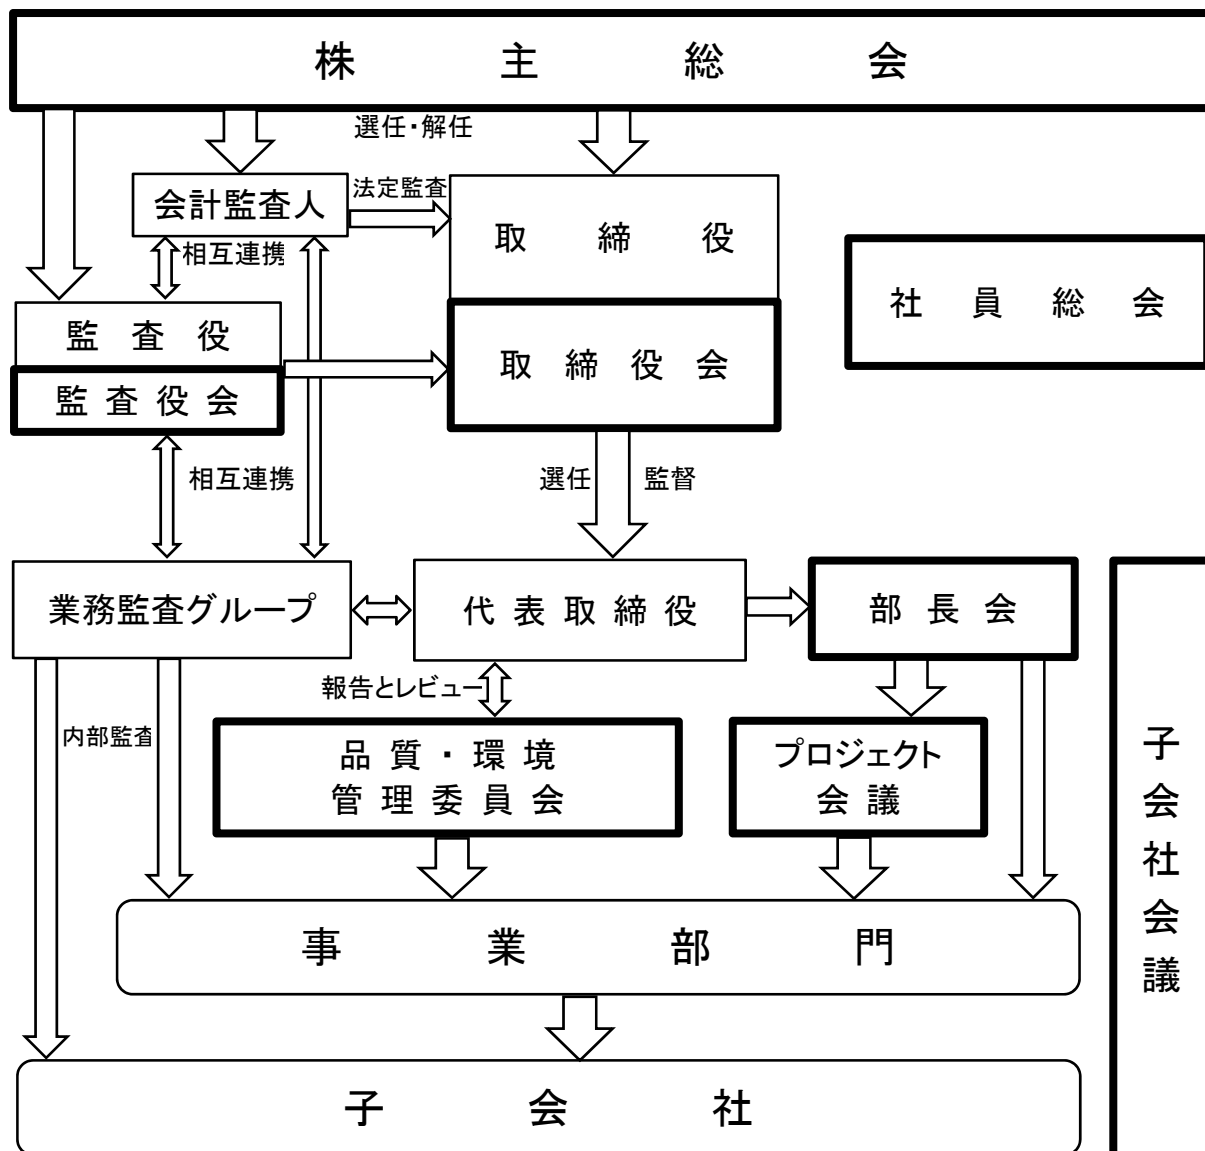 株主総会
選任・解任
会計監査人
法定監査
取締役
相互連携
社員総会
監査役
取締役会
監査役会
相互連携
選任
監督
業務監査グループ
代表取締役
部長会
報告とレビュー
内部監査
品質・環境
管理委員会
プロジェクト
会議
子会社会議
事業部門
子会社